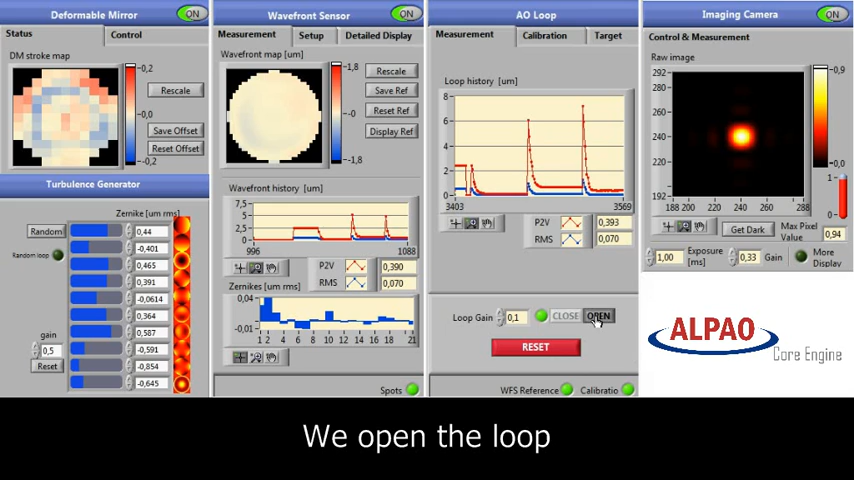 Deformable Mirror
ON
Status
Control
DM stroke map
0,2
0,0
-0,2
Rescale
Save Offset
Reset Offset
Turbulence Generator
Zernike [um rms]
Random
Random loop
gain
0,5
Reset
0,44
-0,401
0,465
0,391
-0,0614
0,364
0,587
-0,591
-0,854
-0,645
Wavefront Sensor
ON
Measurement
Setup
Detailed Display
Wavefront map [um]
1,8
0,0
-1,8
Rescale
Save Ref
Reset Ref
Display Ref
Wavefront history [um]
7,5
5
2,5
0
996
1088
P2V
0,390
RMS
0,070
Zernikes [um rms]
0,04
-0,01
1 2 4 6 8 10 12 14 16 18 21
Spots
AO Loop
Measurement
Calibration
Target
Loop history [um]
8
6
4
2
0
3403
3569
P2V
0,393
RMS
0,070
Loop Gain
0,1
CLOSE
OPEN
RESET
WFS Reference
Calibratio
Imaging Camera
ON
Control & Measurement
Raw image
292
260
240
220
192
188 200 220 240 260 288
0,9
0,0
1
0
Get Dark
Max Pixel
Value
0,94
1,00
Exposure
[ms]
0,33
Gain
More
Display
ALPAO
Core Engine
We open the loop